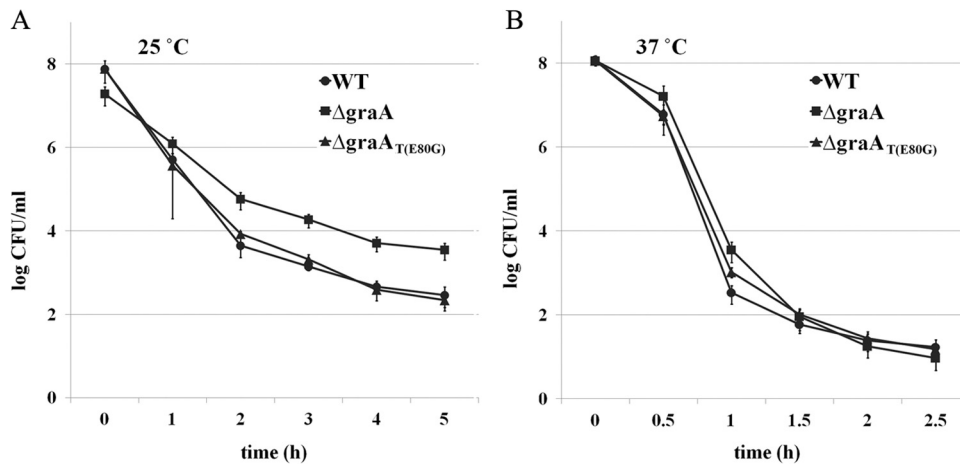 A
25 ˚C
WT
ΔgraA
ΔgraA T(E80G)
log CFU/ml
8
6
4
2
0
0 1 2 3 4 5
time (h)
B
37 ˚C
WT
ΔgraA
ΔgraA T(E80G)
log CFU/ml
8
6
4
2
0
0 0.5 1 1.5 2 2.5
time (h)